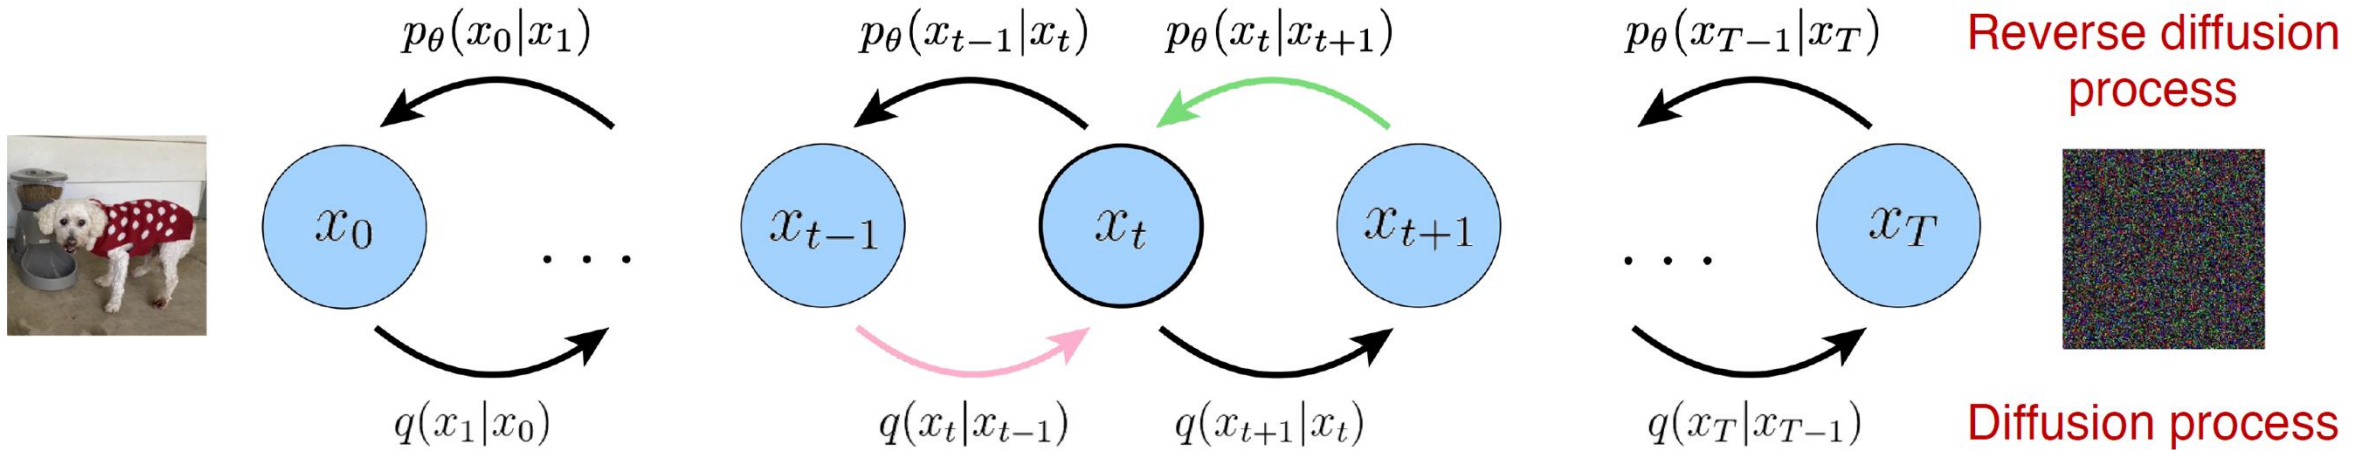 pθ(x0|x1)
pθ(xt−1|xt)
pθ(xt|xt+1)
pθ(xT−1|xT)
Reverse diffusion
process
x0
. . .
xt−1
xt
xt+1
. . .
xT
q(x1|x0)
q(xt|xt−1)
q(xt+1|xt)
q(xT|xT−1)
Diffusion process